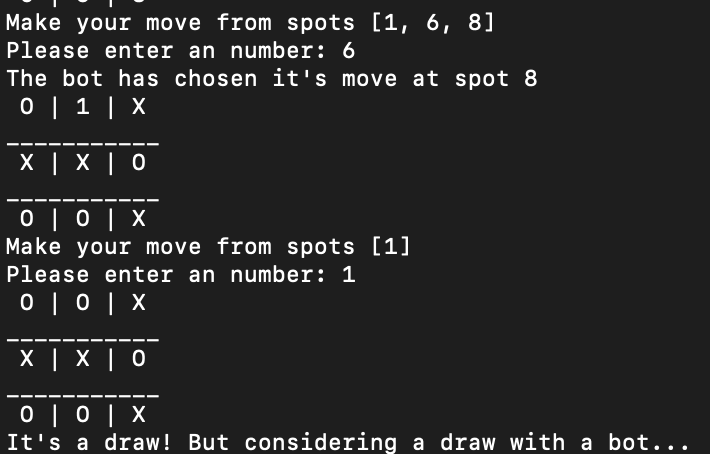 Make your move from spots [1, 6, 8]
Please enter an number: 6
The bot has chosen it's move at spot 8
 O | 1 | X
___________
 X | X | O
___________
 O | O | X
Make your move from spots [1]
Please enter an number: 1
 O | O | X
___________
 X | X | O
___________
 O | O | X
It's a draw! But considering a draw with a bot...